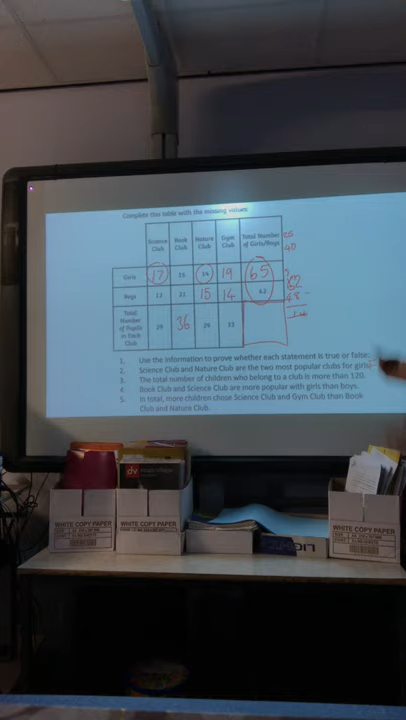 Complete this table with the missing values:
Science Club Book Club Nature Club Gym Club Total Number of Girls/Boys
Girls 17 15 14 19 65
Boys 12 21 15 14 62
Total Number of Pupils in Each Club 29 36 29 33
25
40
62
48 -
14
1. Use the information to prove whether each statement is true or false:
2. Science Club and Nature Club are the two most popular clubs for girls.
3. The total number of children who belong to a club is more than 120.
4. Book Club and Science Club are more popular with girls than boys.
5. In total, more children chose Science Club and Gym Club than Book
Club and Nature Club.
WHITE COPY PAPER
WHITE COPY PAPER
WHITE COPY PAPER
dv